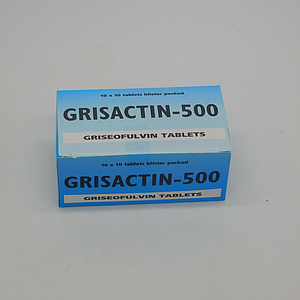 10 x 10 tablets blister packed
GRISACTIN-500
GRISEOFULVIN TABLETS
10 x 10 tablets blister packed
GRISACTIN-500
GRISEOFULVIN TABLETS